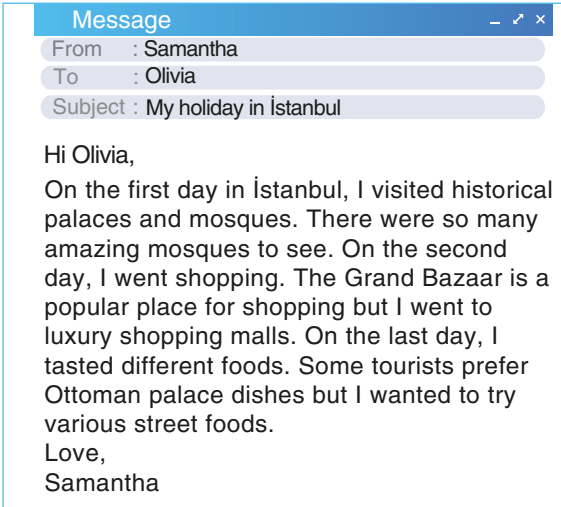 Message
From : Samantha
To : Olivia
Subject : My holiday in İstanbul
Hi Olivia,
On the first day in İstanbul, I visited historical
palaces and mosques. There were so many
amazing mosques to see. On the second
day, I went shopping. The Grand Bazaar is a
popular place for shopping but I went to
luxury shopping malls. On the last day, I
tasted different foods. Some tourists prefer
Ottoman palace dishes but I wanted to try
various street foods.
Love,
Samantha